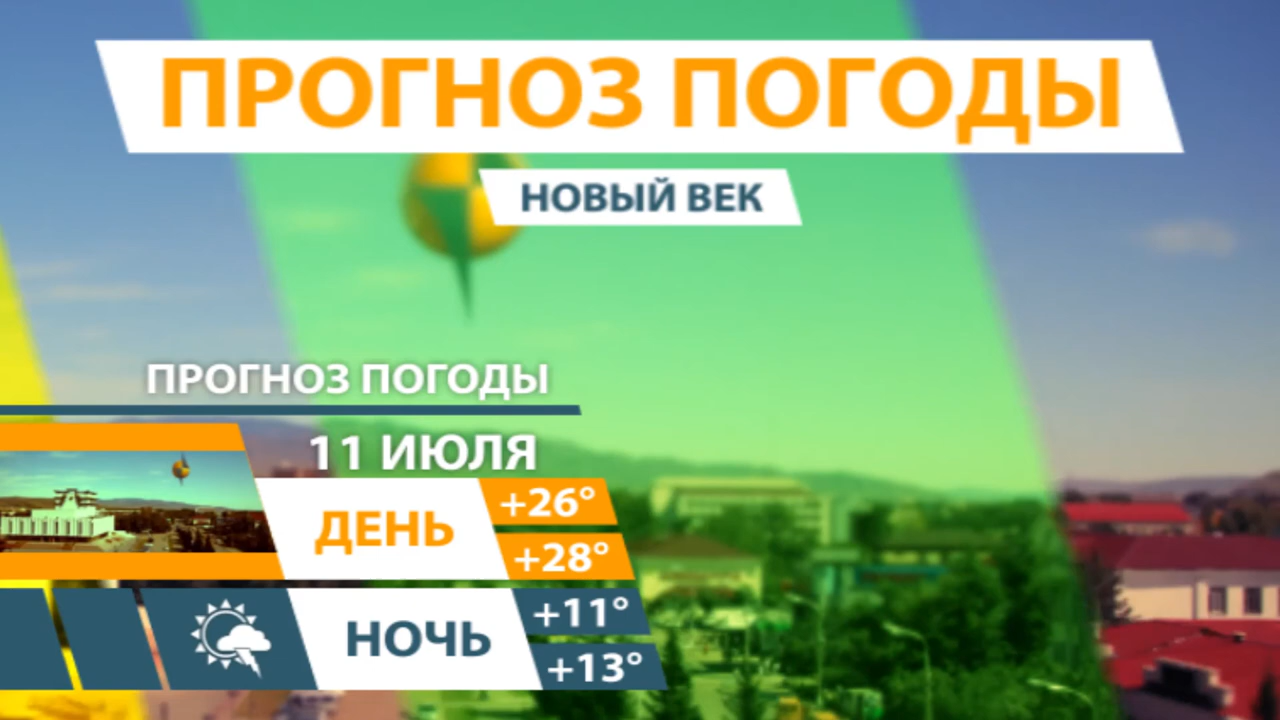 ПРОГНОЗ ПОГОДЫ
НОВЫЙ ВЕК
ПРОГНОЗ ПОГОДЫ
11 ИЮЛЯ
ДЕНЬ
+26°
+28°
НОЧЬ
+11°
+13°